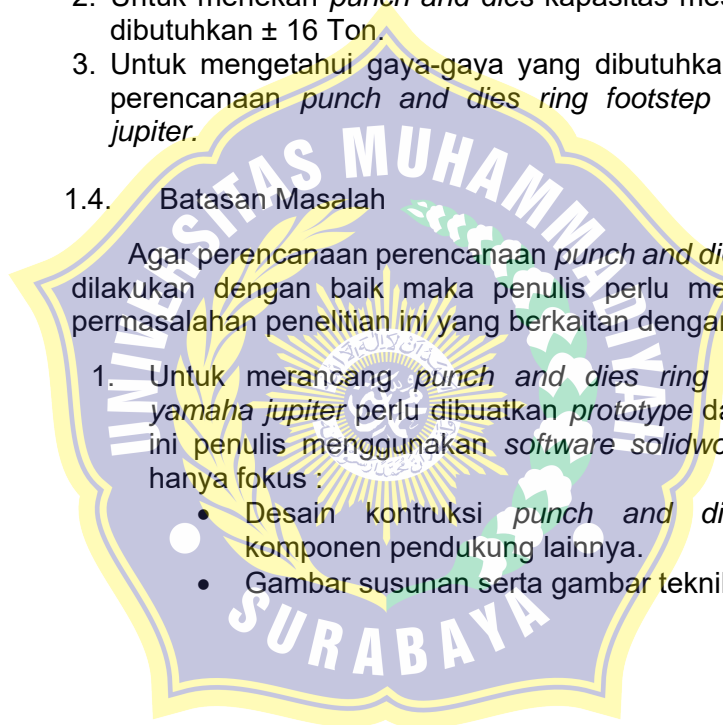 2. Untuk menekan punch and dies kapasitas mes
dibutuhkan ± 16 Ton.
3. Untuk mengetahui gaya-gaya yang dibutuhka
perencanaan punch and dies ring footstep
jupiter.
1.4. Batasan Masalah
Agar perencanaan perencanaan punch and die
dilakukan dengan baik maka penulis perlu me
permasalahan penelitian ini yang berkaitan dengan
1. Untuk merancang punch and dies ring
yamaha jupiter perlu dibuatkan prototype da
ini penulis menggunakan software solidwo
hanya fokus :
• Desain kontruksi punch and di
komponen pendukung lainnya.
• Gambar susunan serta gambar teknik
UNIVERSITAS MUHAMMADIYAH
SURABAYA